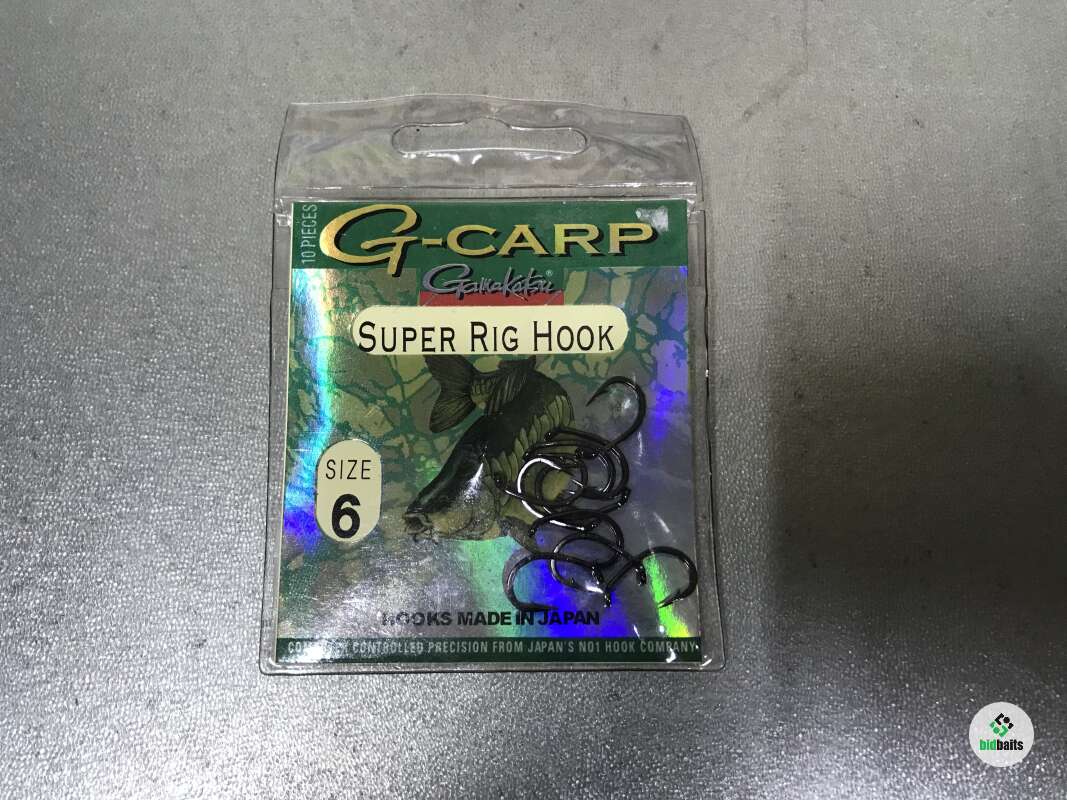 10 PIECES
G-CARP
Gamakatsu®
SUPER RIG HOOK
SIZE
6
HOOKS MADE IN JAPAN
CONTROLLED PRECISION FROM JAPAN'S NO1 HOOK COMPANY
bidbaits